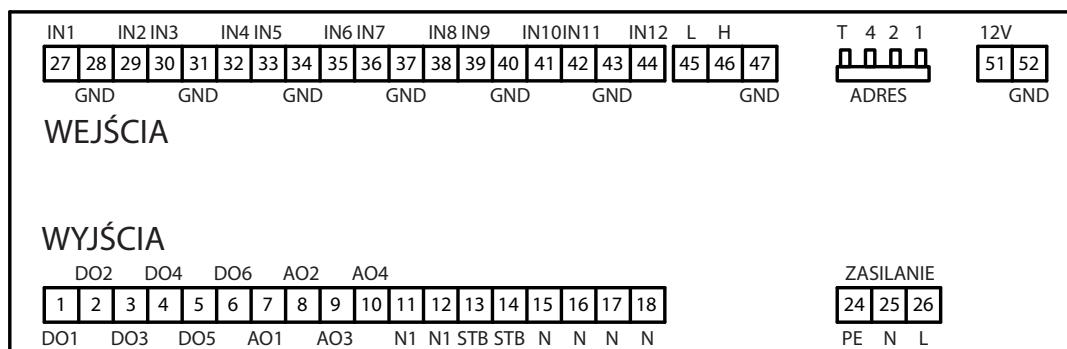 IN1 IN2 IN3 IN4 IN5 IN6 IN7 IN8 IN9 IN10 IN11 IN12 L H T 4 2 1 12V
27 28 29 30 31 32 33 34 35 36 37 38 39 40 41 42 43 44 45 46 47 51 52
GND GND GND GND GND GND GND ADRES GND
WEJŚCIA
WYJŚCIA
DO2 DO4 DO6 AO2 AO4 ZASILANIE
1 2 3 4 5 6 7 8 9 10 11 12 13 14 15 16 17 18 24 25 26
DO1 DO3 DO5 AO1 AO3 N1 N1 STB STB N N N N PE N L